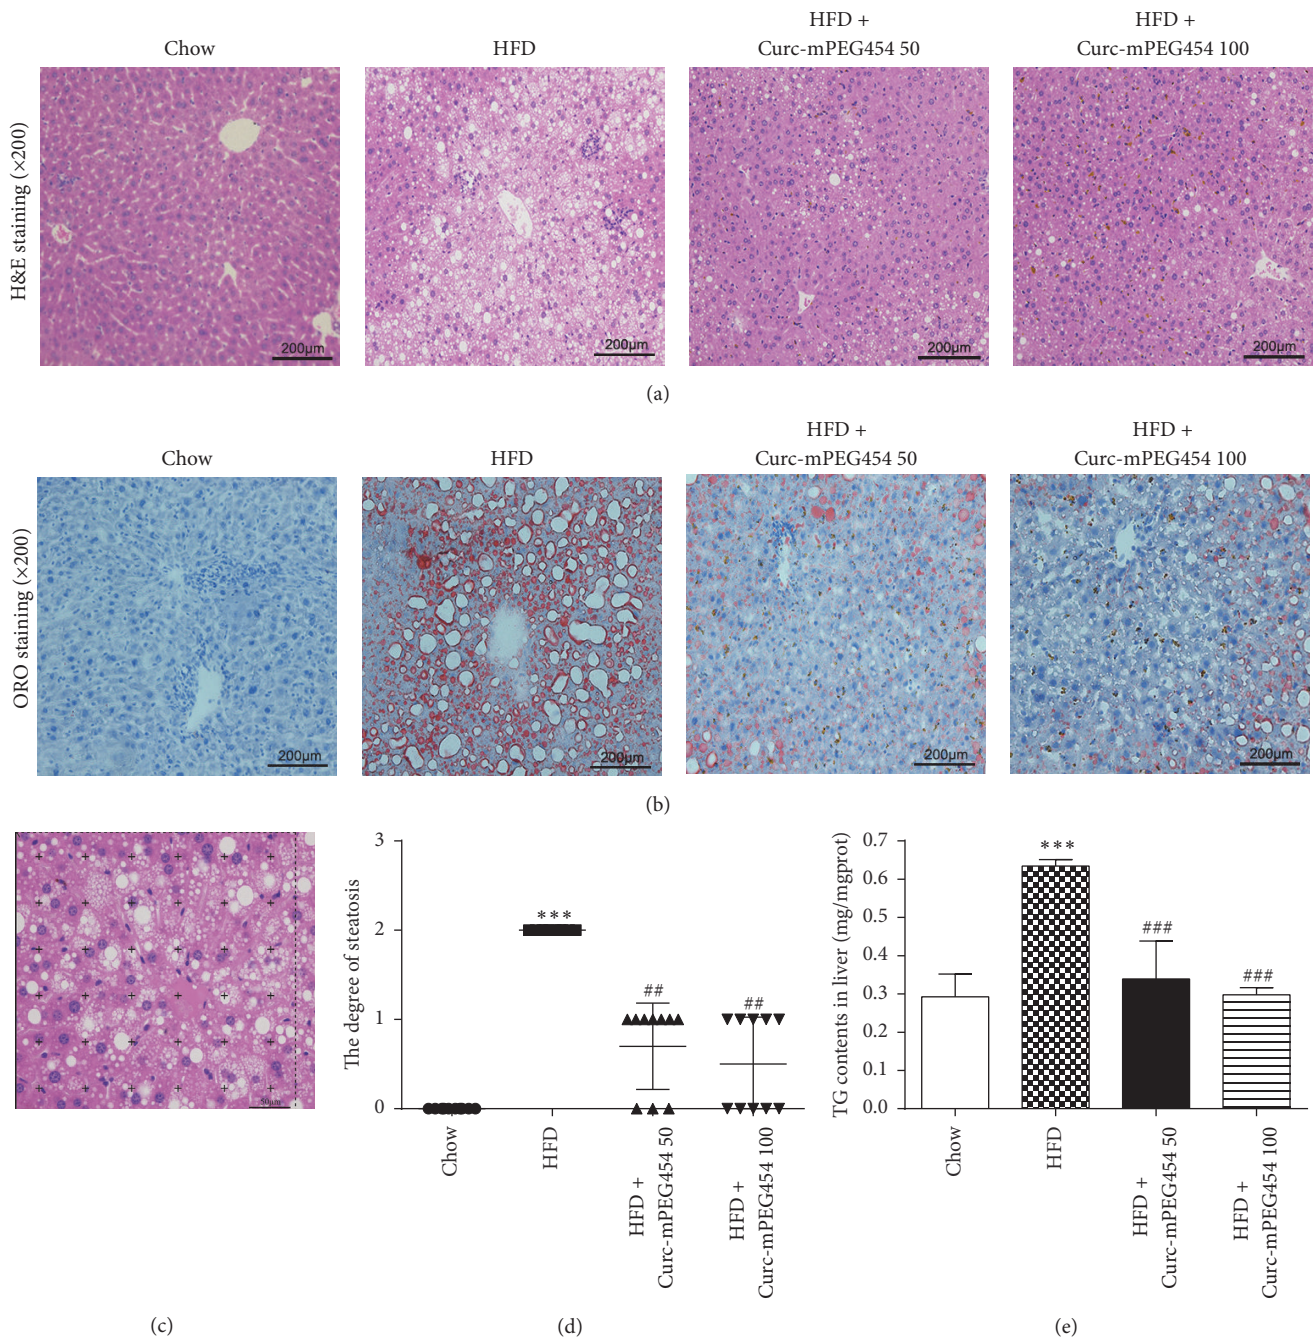 Chow
HFD
HFD +
Curc-mPEG454 50
HFD +
Curc-mPEG454 100
H&E staining (×200)
200μm
200μm
200μm
200μm
(a)
Chow
HFD
HFD +
Curc-mPEG454 50
HFD +
Curc-mPEG454 100
ORO staining (×200)
200μm
200μm
200μm
200μm
(b)
50μm
(c)
The degree of steatosis
3
2
1
0
***
##
##
Chow
HFD
HFD +
Curc-mPEG454 50
HFD +
Curc-mPEG454 100
(d)
TG contents in liver (mg/mgprot)
0.7
0.6
0.5
0.4
0.3
0.2
0.1
0.0
***
###
###
Chow
HFD
HFD +
Curc-mPEG454 50
HFD +
Curc-mPEG454 100
(e)